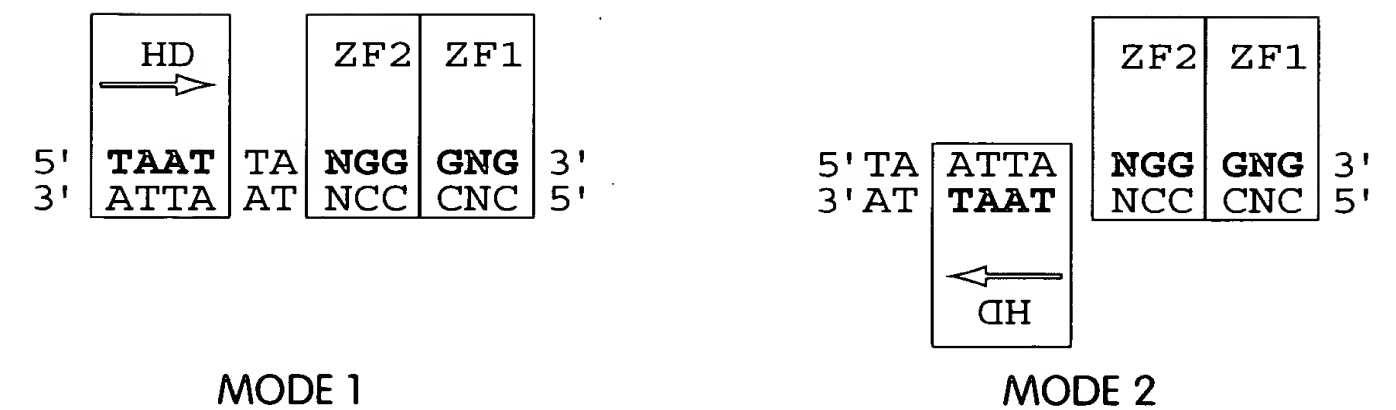 HD ZF2 ZF1
5' TAAT TA NGG GNG 3'
3' ATTA AT NCC CNC 5'
MODE 1
ZF2 ZF1
5'TA ATTA NGG GNG 3'
3'AT TAAT NCC CNC 5'
HD
MODE 2